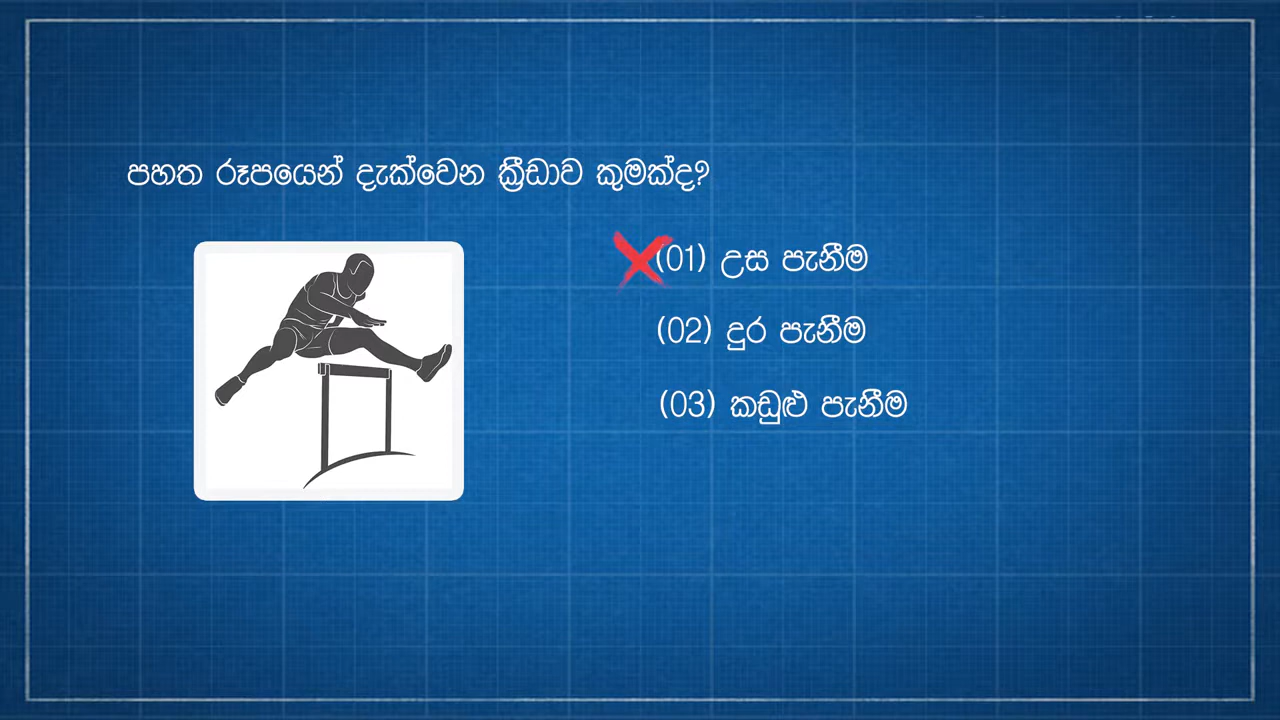 පහත රූපයෙන් දැක්වෙන ක්‍රීඩාව කුමක්ද?
(01) උස පැනීම
(02) දුර පැනීම
(03) කඩුළු පැනීම